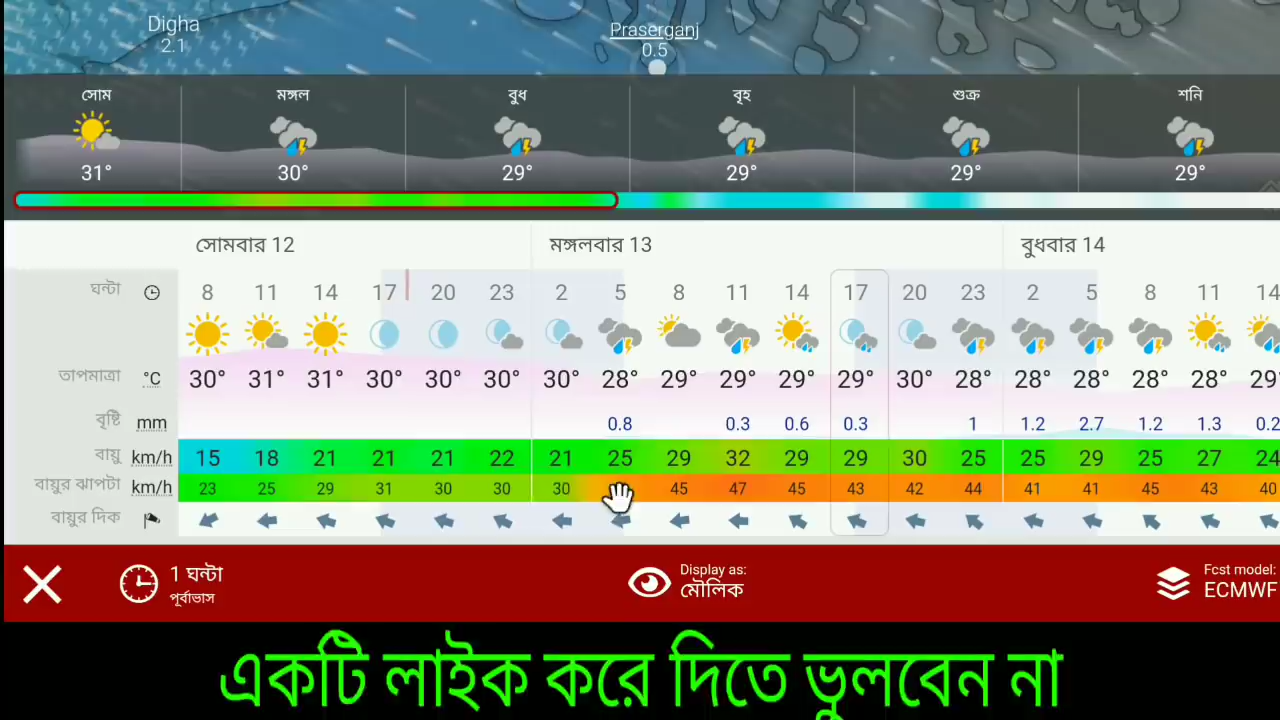 Digha
2.1
Praserganj
0.5
সোম মঙ্গল বুধ বৃহ শুক্র শনি
31° 30° 29° 29° 29° 29°
সোমবার 12 মঙ্গলবার 13 বুধবার 14
ঘন্টা 8 11 14 17 20 23 2 5 8 11 14 17 20 23 2 5 8 11 14
তাপমাত্রা °C 30° 31° 31° 30° 30° 30° 30° 28° 29° 29° 29° 29° 30° 28° 28° 28° 28° 28° 29°
বৃষ্টি mm 0.8 0.3 0.6 0.3 1 1.2 2.7 1.2 1.3 0.2
বায়ু km/h 15 18 21 21 21 22 21 25 29 32 29 29 30 25 25 29 25 27 24
বায়ুর ঝাপটা km/h 23 25 29 31 30 30 30 45 47 45 43 42 44 41 41 45 43 40
বায়ুর দিক
1 ঘন্টা
পূর্বাভাস
Display as:
মৌলিক
Fcst model:
ECMWF
একটি লাইক করে দিতে ভুলবেন না